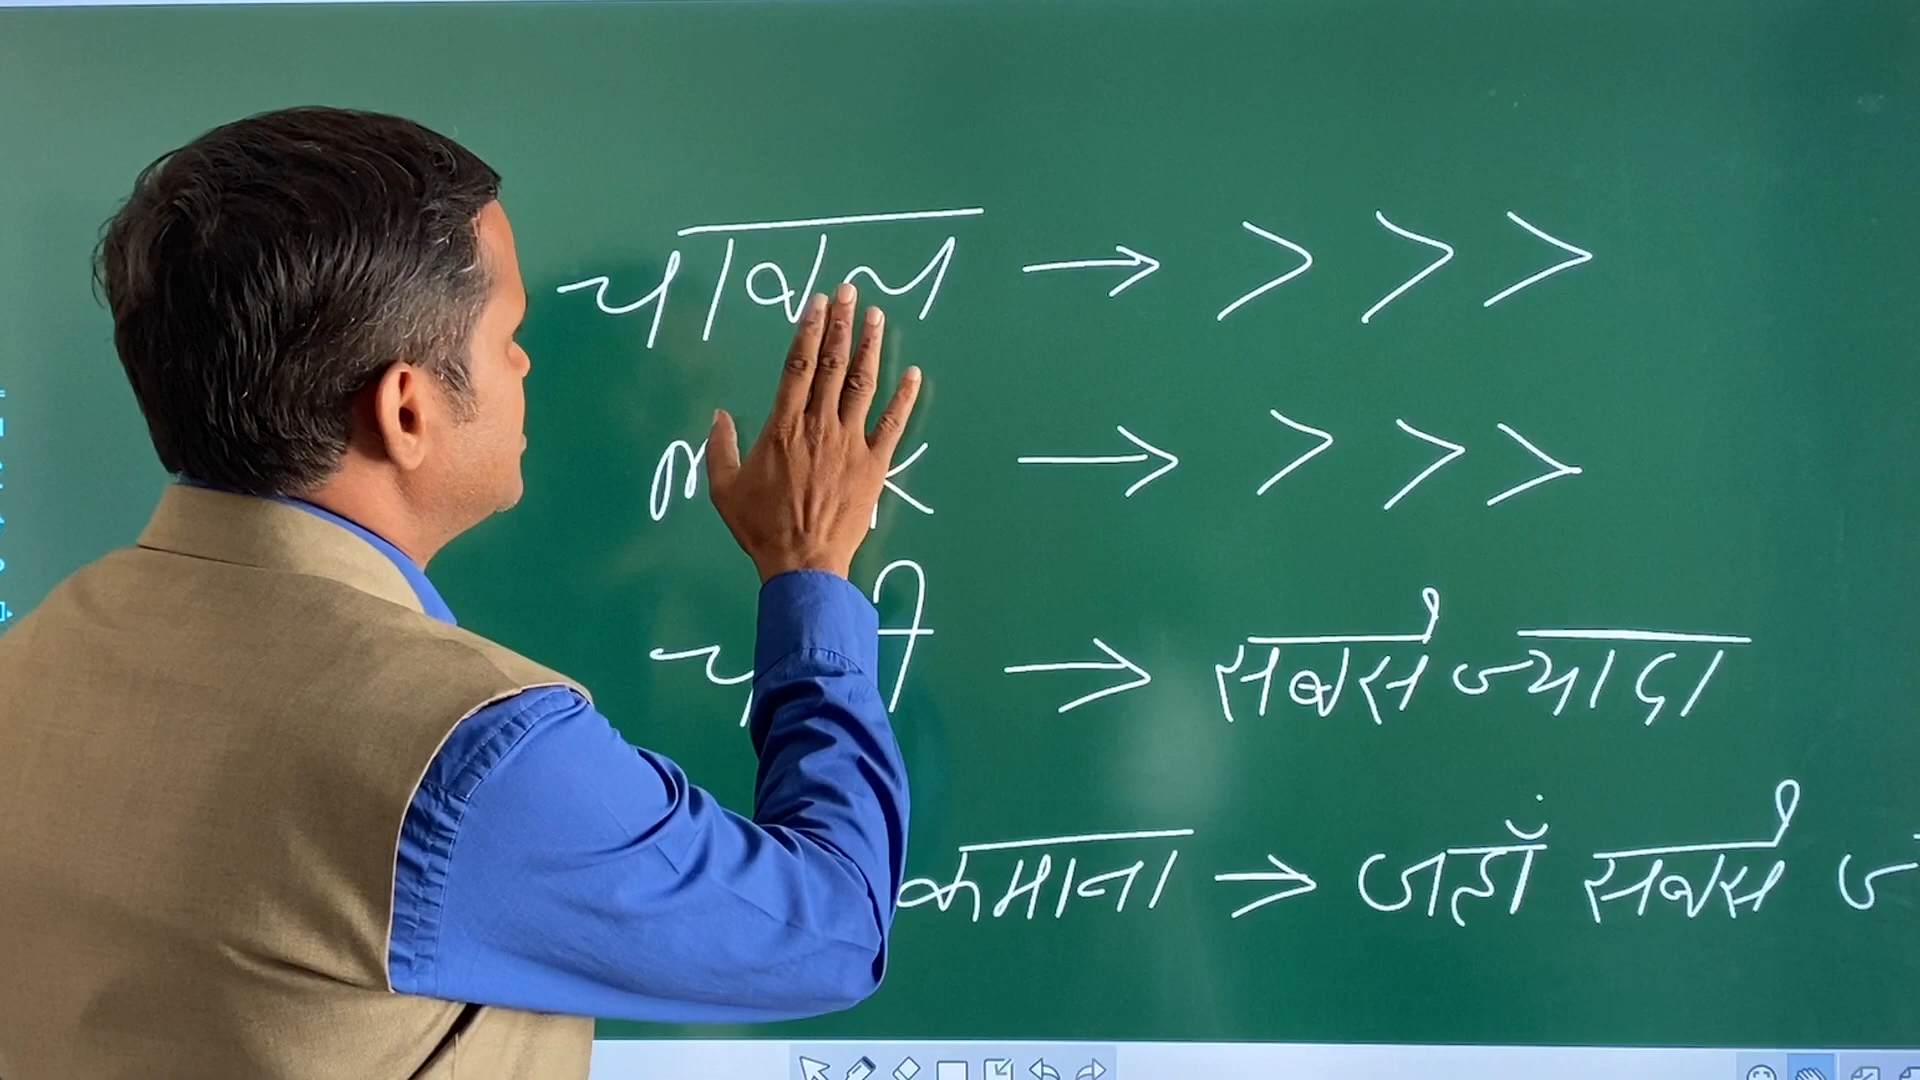 चावल → > > >
→ > > >
→ सबसे ज्यादा
कमाना → जहाँ सबसे